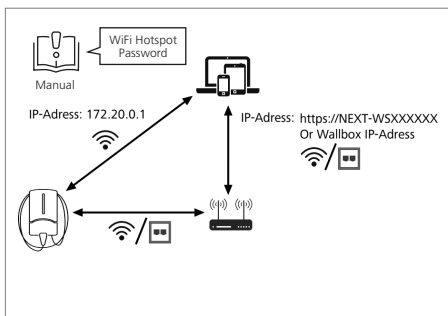 WiFi Hotspot
Password
Manual
IP-Adress: 172.20.0.1
IP-Adress: https://NEXT-WSXXXXXX
Or Wallbox IP-Adress